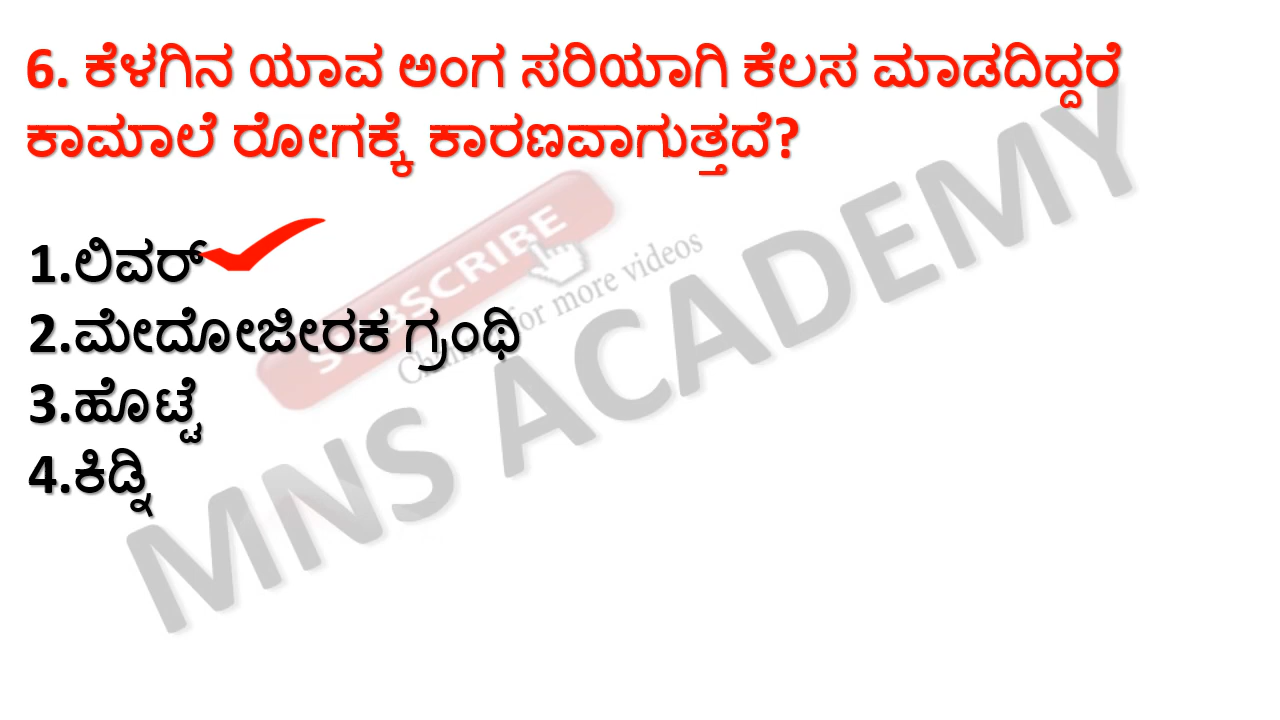 6. ಕೆಳಗಿನ ಯಾವ ಅಂಗ ಸರಿಯಾಗಿ ಕೆಲಸ ಮಾಡದಿದ್ದರೆ
ಕಾಮಾಲೆ ರೋಗಕ್ಕೆ ಕಾರಣವಾಗುತ್ತದೆ?
1.ಲಿವರ್
2.ಮೇದೋಜೀರಕ ಗ್ರಂಥಿ
3.ಹೊಟ್ಟೆ
4.ಕಿಡ್ನಿ
SUBSCRIBE
Channel for more videos
MNS ACADEMY